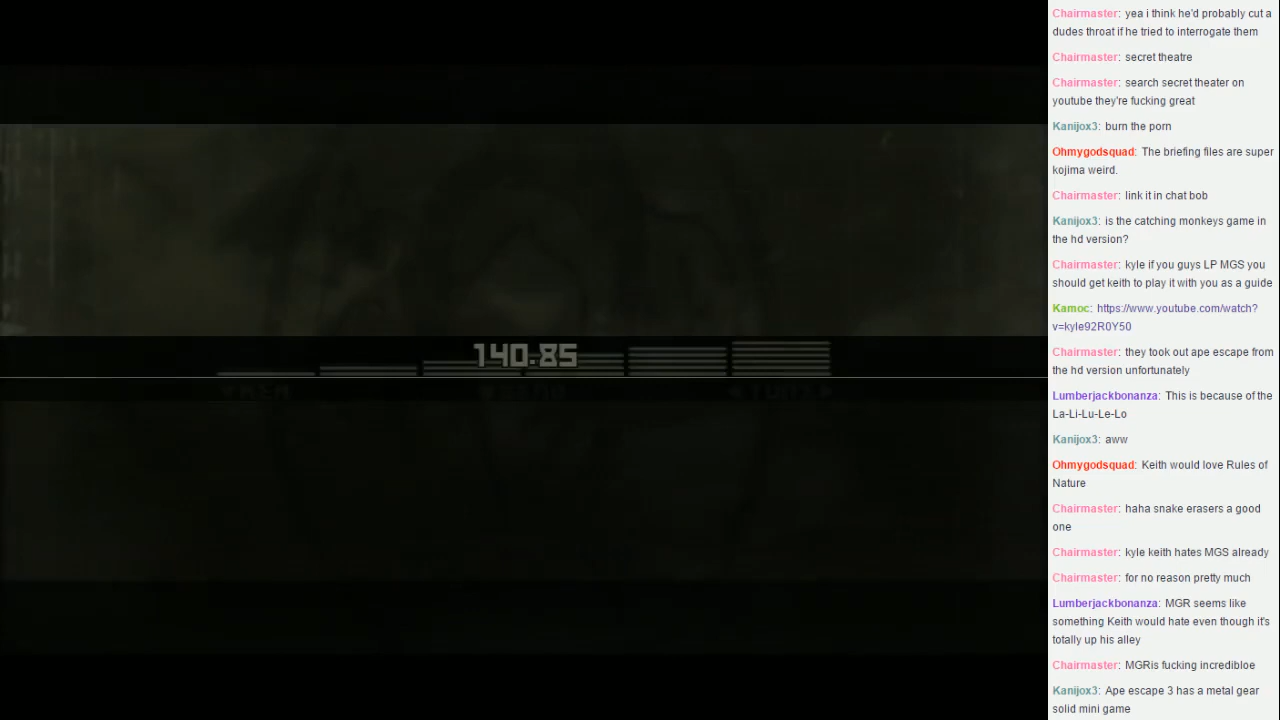 140.85
Chairmaster: yea i think he'd probably cut a
dudes throat if he tried to interrogate them
Chairmaster: secret theatre
Chairmaster: search secret theater on
youtube they're fucking great
Kanijox3: burn the porn
Ohmygodsquad: The briefing files are super
kojima weird.
Chairmaster: link it in chat bob
Kanijox3: is the catching monkeys game in
the hd version?
Chairmaster: kyle if you guys LP MGS you
should get keith to play it with you as a guide
Kamoc: https://www.youtube.com/watch?
v=kyle92R0Y50
Chairmaster: they took out ape escape from
the hd version unfortunately
Lumberjackbonanza: This is because of the
La-Li-Lu-Le-Lo
Kanijox3: aww
Ohmygodsquad: Keith would love Rules of
Nature
Chairmaster: haha snake erasers a good
one
Chairmaster: kyle keith hates MGS already
Chairmaster: for no reason pretty much
Lumberjackbonanza: MGR seems like
something Keith would hate even though it's
totally up his alley
Chairmaster: MGRis fucking incredibloe
Kanijox3: Ape escape 3 has a metal gear
solid mini game